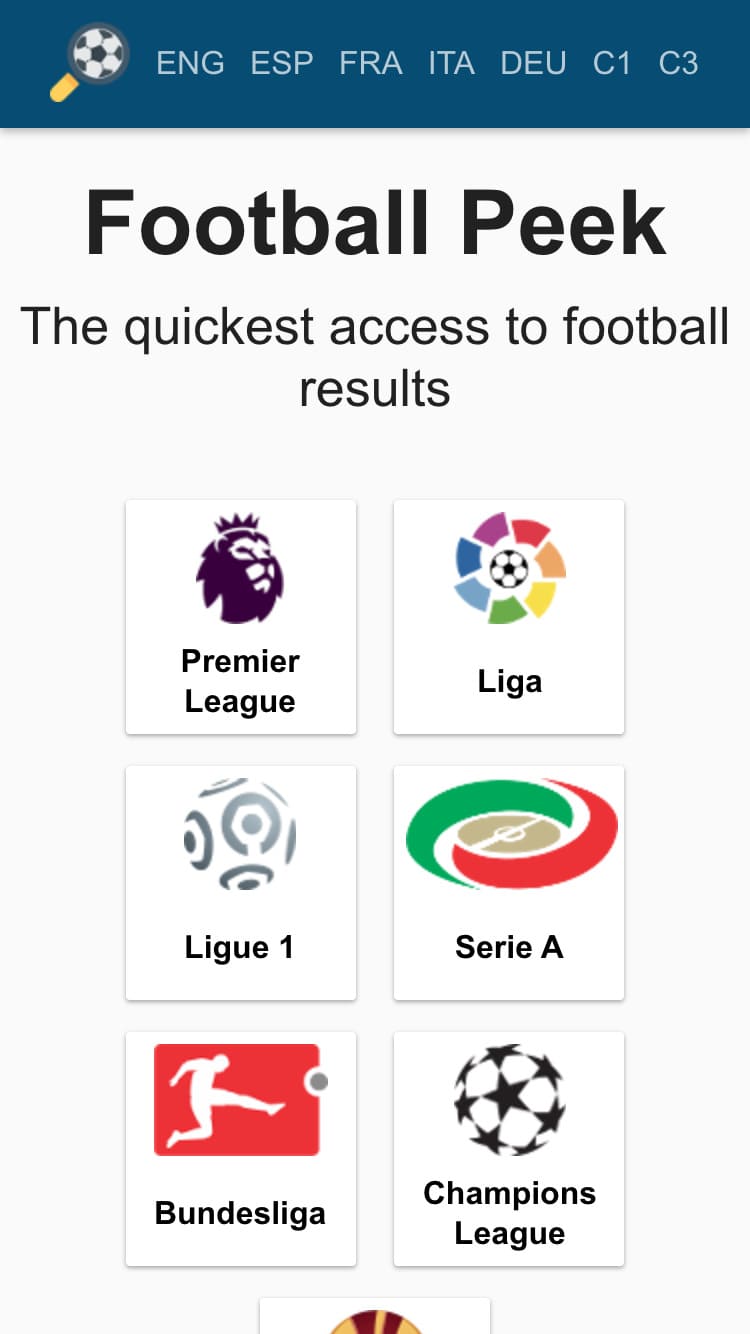 ENG ESP FRA ITA DEU C1 C3
Football Peek
The quickest access to football
results
Premier
League
Liga
Ligue 1
Serie A
Bundesliga
Champions
League